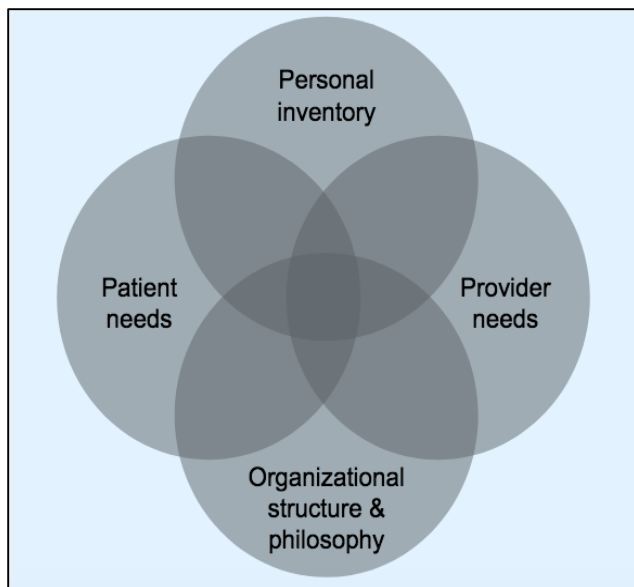 Personal
inventory
Patient
needs
Provider
needs
Organizational
structure &
philosophy